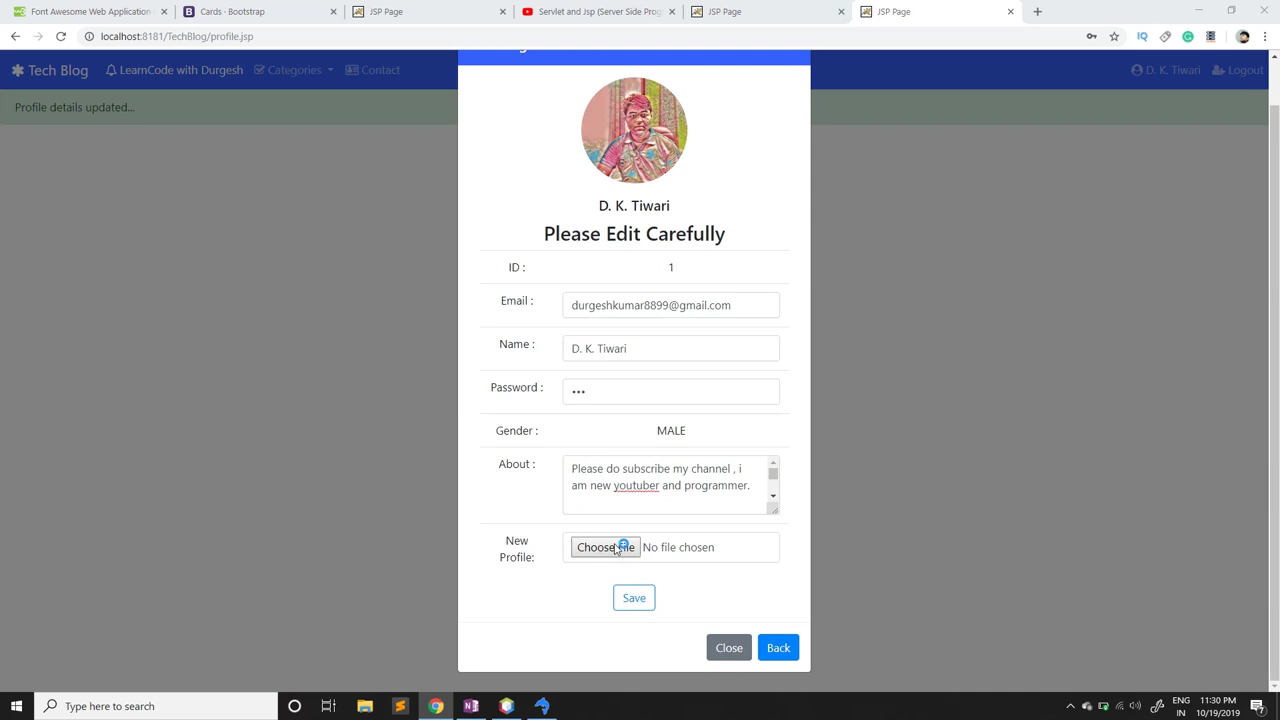 Font Awesome Web Application
Cards · Bootstrap
JSP Page
Servlet and Jsp (Server Side Prog
JSP Page
JSP Page
localhost:8181/TechBlog/profile.jsp
Tech Blog
LearnCode with Durgesh
Categories
Contact
D. K. Tiwari
Logout
Profile details updated...
D. K. Tiwari
Please Edit Carefully
ID : 1
Email : durgeshkumar8899@gmail.com
Name : D. K. Tiwari
Password : •••
Gender : MALE
About : Please do subscribe my channel , i
am new youtuber and programmer.
New
Profile:
Choose File No file chosen
Save
Close
Back
Type here to search
ENG
IN
11:30 PM
10/19/2019